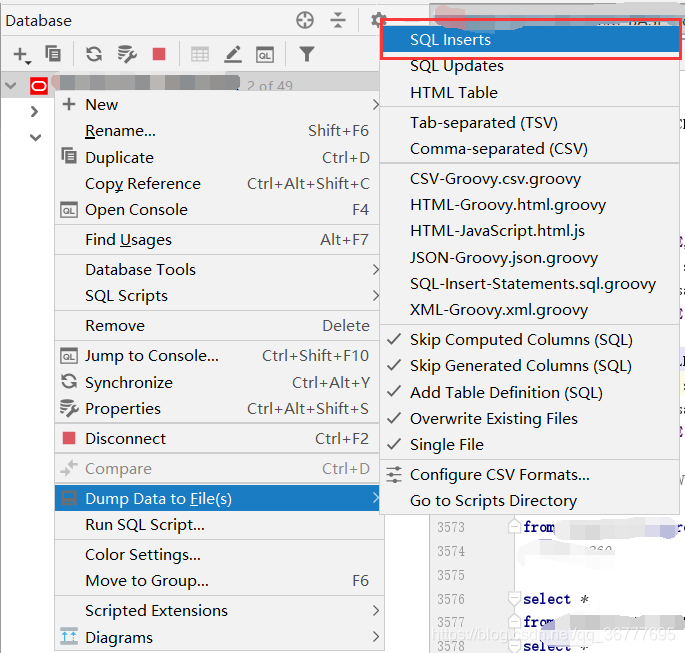 Database
2 of 49
New
Rename... Shift+F6
Duplicate Ctrl+D
Copy Reference Ctrl+Alt+Shift+C
Open Console F4
Find Usages Alt+F7
Database Tools
SQL Scripts
Remove Delete
Jump to Console... Ctrl+Shift+F10
Synchronize Ctrl+Alt+Y
Properties Ctrl+Alt+Shift+S
Disconnect Ctrl+F2
Compare Ctrl+D
Dump Data to File(s)
Run SQL Script...
Color Settings...
Move to Group... F6
Scripted Extensions
Diagrams
SQL Inserts
SQL Updates
HTML Table
Tab-separated (TSV)
Comma-separated (CSV)
CSV-Groovy.csv.groovy
HTML-Groovy.html.groovy
HTML-JavaScript.html.js
JSON-Groovy.json.groovy
SQL-Insert-Statements.sql.groovy
XML-Groovy.xml.groovy
Skip Computed Columns (SQL)
Skip Generated Columns (SQL)
Add Table Definition (SQL)
Overwrite Existing Files
Single File
Configure CSV Formats...
Go to Scripts Directory
3573 from
3574
3575
3576 select *
3577 from
3578 select *
https://blog.csdn.net/qq_36777695